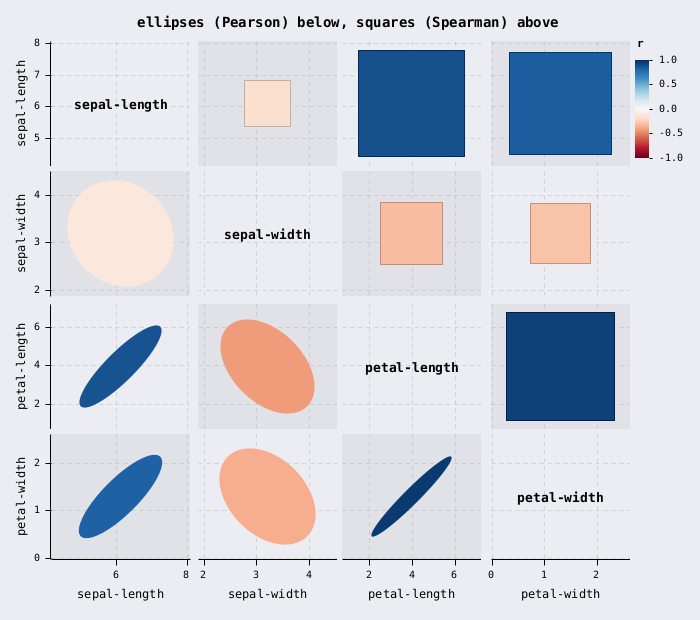 ellipses (Pearson) below, squares (Spearman) above
r
8
7
6
5
sepal-length
sepal-length
1.0
0.5
0.0
-0.5
-1.0
4
3
2
sepal-width
sepal-width
6
4
2
petal-length
petal-length
2
1
0
petal-width
petal-width
6 8 2 3 4 2 4 6 0 1 2
sepal-length sepal-width petal-length petal-width